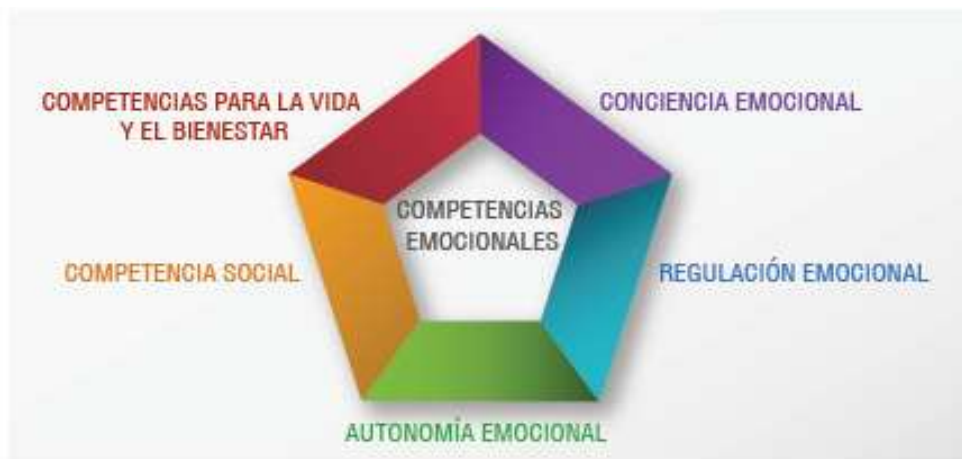 COMPETENCIAS PARA LA VIDA
Y EL BIENESTAR
CONCIENCIA EMOCIONAL
COMPETENCIAS
EMOCIONALES
COMPETENCIA SOCIAL
REGULACIÓN EMOCIONAL
AUTONOMÍA EMOCIONAL